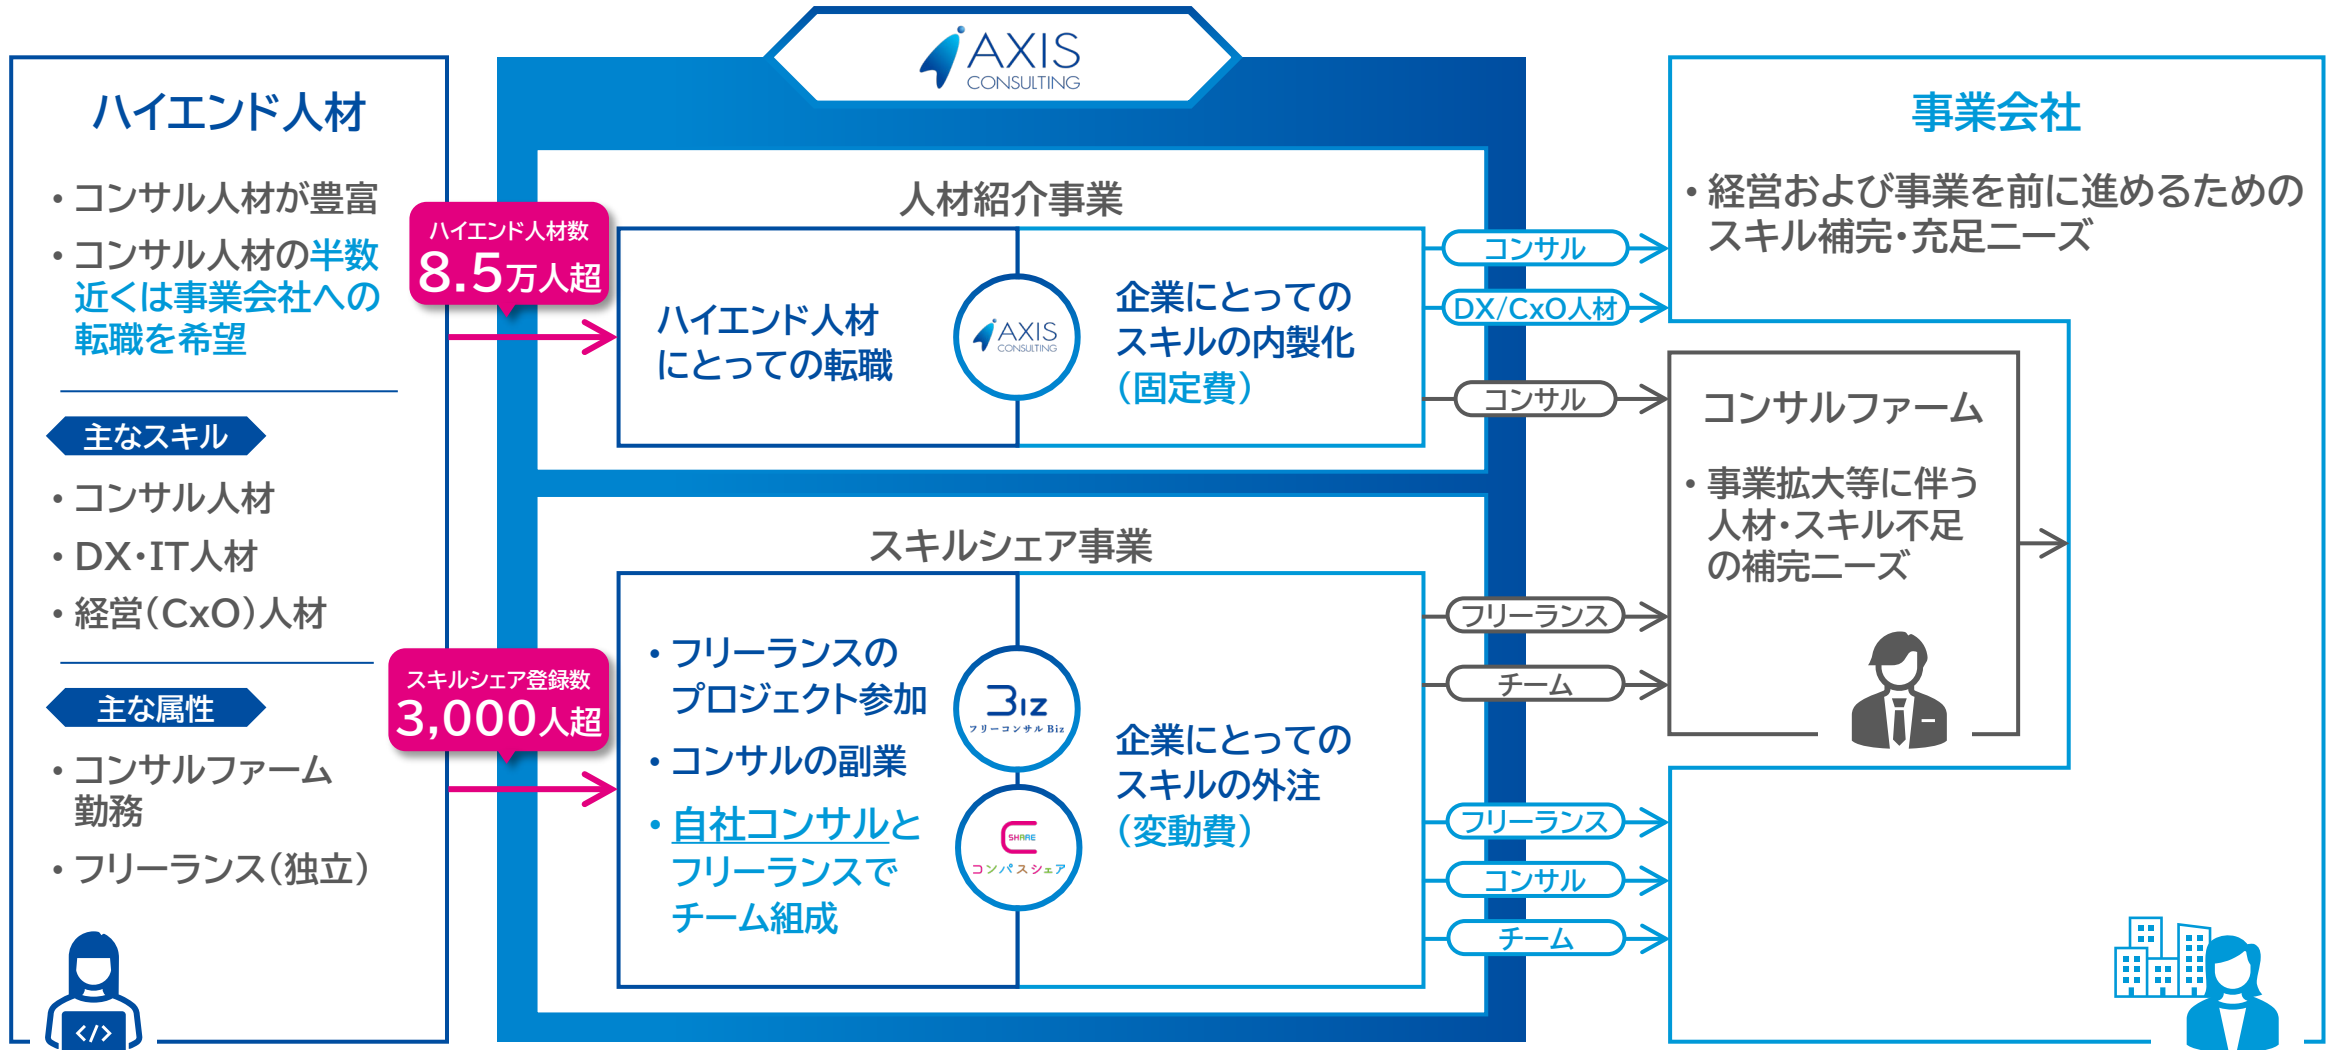 AXIS
CONSULTING
ハイエンド人材
・コンサル人材が豊富
・コンサル人材の半数
近くは事業会社への
転職を希望
主なスキル
・コンサル人材
・DX・IT人材
・経営（CxO）人材
主な属性
・コンサルファーム
勤務
・フリーランス（独立）
</>
ハイエンド人材数
8.5万人超
スキルシェア登録数
3,000人超
人材紹介事業
ハイエンド人材
にとっての転職
AXIS
CONSULTING
企業にとっての
スキルの内製化
（固定費）
スキルシェア事業
・フリーランスの
プロジェクト参加
・コンサルの副業
・自社コンサルと
フリーランスで
チーム組成
Biz
フリーコンサル Biz
SHARE
コンパスシェア
企業にとっての
スキルの外注
（変動費）
コンサル
DX/CxO人材
コンサル
フリーランス
チーム
フリーランス
コンサル
チーム
事業会社
・経営および事業を前に進めるための
スキル補完・充足ニーズ
コンサルファーム
・事業拡大等に伴う
人材・スキル不足
の補完ニーズ